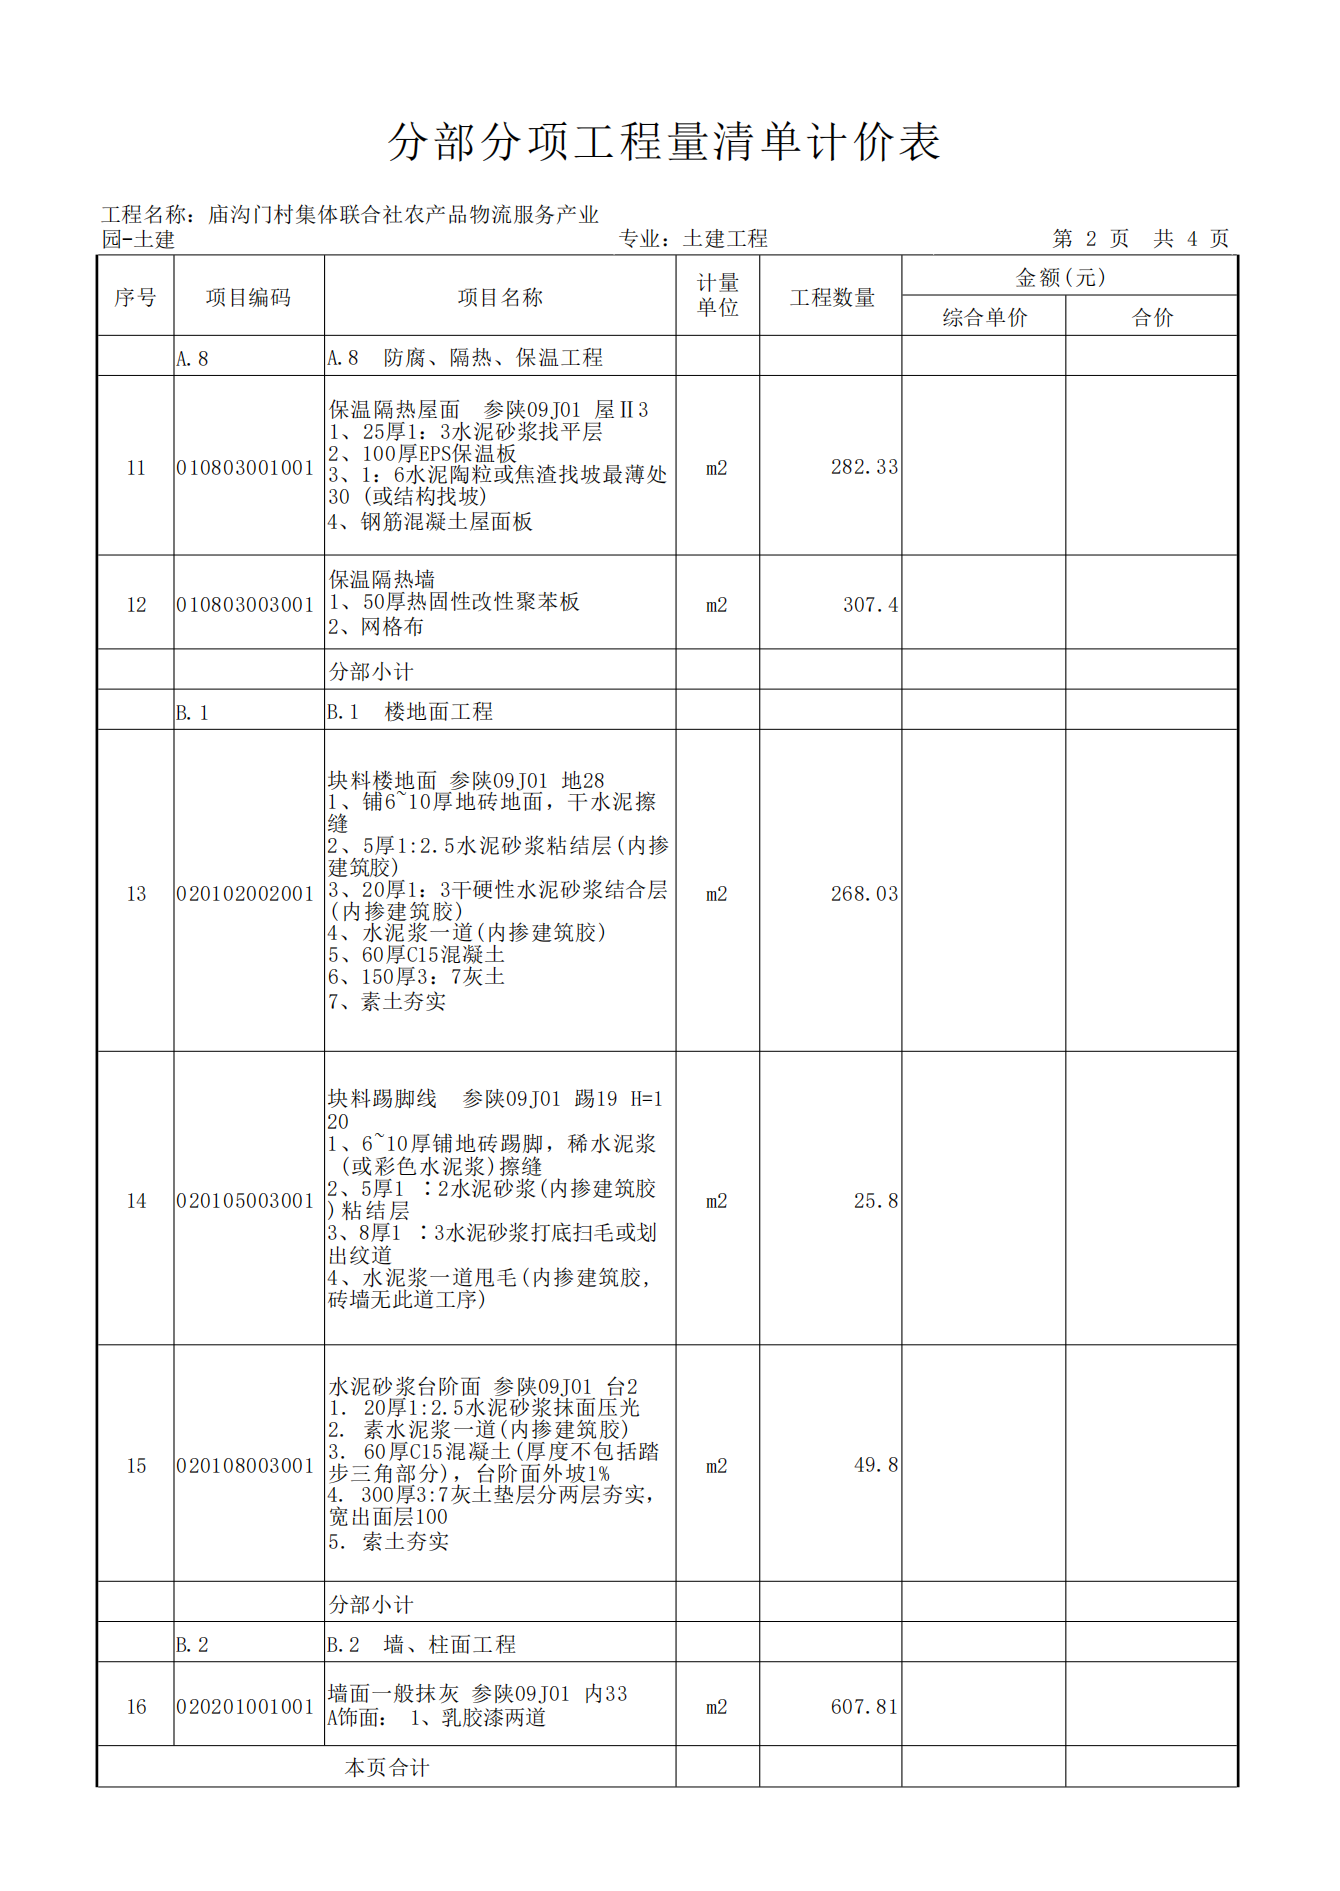 分部分项工程量清单计价表
工程名称：庙沟门村集体联合社农产品物流服务产业
园-土建 专业：土建工程 第 2 页 共 4 页
序号 项目编码 项目名称 计量 工程数量 金额(元)
单位 综合单价 合价
A.8 A.8 防腐、隔热、保温工程
保温隔热屋面 参陕09J01 屋Ⅱ3
1、25厚1：3水泥砂浆找平层
2、100厚EPS保温板
11 010803001001 3、1：6水泥陶粒或焦渣找坡最薄处 m2 282.33
30 (或结构找坡)
4、钢筋混凝土屋面板
保温隔热墙
12 010803003001 1、50厚热固性改性聚苯板 m2 307.4
2、网格布
分部小计
B.1 B.1 楼地面工程
块料楼地面 参陕09J01 地28
1、铺6~10厚地砖地面，干水泥擦
缝
2、5厚1:2.5水泥砂浆粘结层(内掺
建筑胶)
13 020102002001 3、20厚1：3干硬性水泥砂浆结合层 m2 268.03
(内掺建筑胶)
4、水泥浆一道(内掺建筑胶)
5、60厚C15混凝土
6、150厚3：7灰土
7、素土夯实
块料踢脚线 参陕09J01 踢19 H=1
20
1、6~10厚铺地砖踢脚，稀水泥浆
(或彩色水泥浆)擦缝
2、5厚1 ∶2水泥砂浆(内掺建筑胶
14 020105003001 )粘结层 m2 25.8
3、8厚1 ∶3水泥砂浆打底扫毛或划
出纹道
4、水泥浆一道甩毛(内掺建筑胶,
砖墙无此道工序)
水泥砂浆台阶面 参陕09J01 台2
1. 20厚1:2.5水泥砂浆抹面压光
2. 素水泥浆一道(内掺建筑胶)
3. 60厚C15混凝土(厚度不包括踏
15 020108003001 步三角部分)，台阶面外坡1% m2 49.8
4. 300厚3:7灰土垫层分两层夯实，
宽出面层100
5. 索土夯实
分部小计
B.2 B.2 墙、柱面工程
16 020201001001 墙面一般抹灰 参陕09J01 内33 m2 607.81
A饰面： 1、乳胶漆两道
本页合计